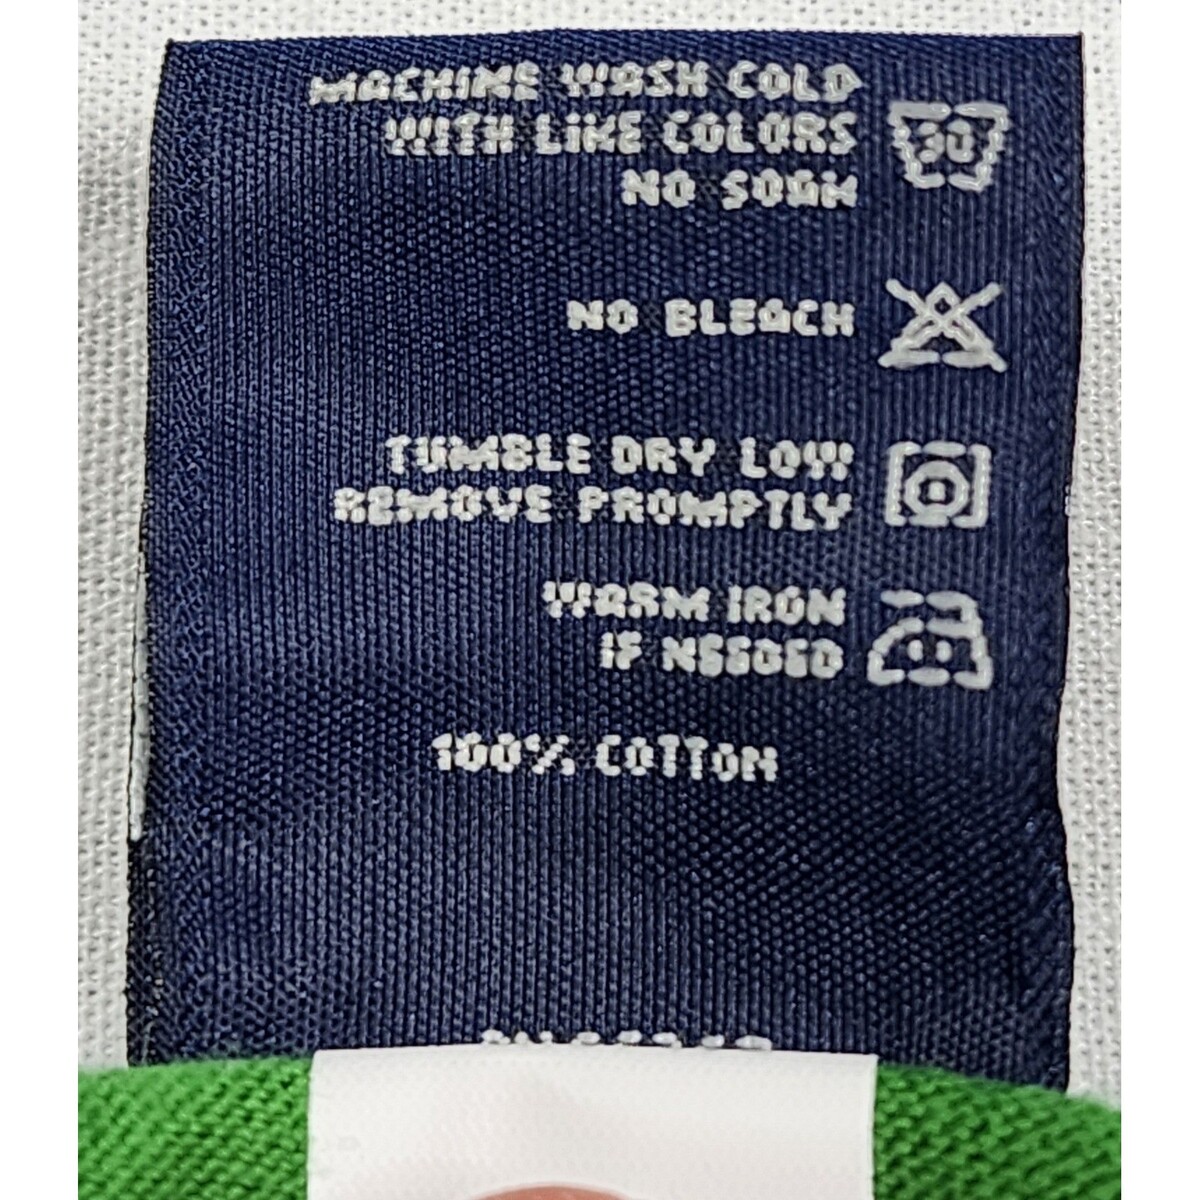 MACHINE WASH COLD
WITH LIKE COLORS
NO SOAK
30
NO BLEACH
TUMBLE DRY LOW
REMOVE PROMPTLY
WARM IRON
IF NEEDED
100% COTTON